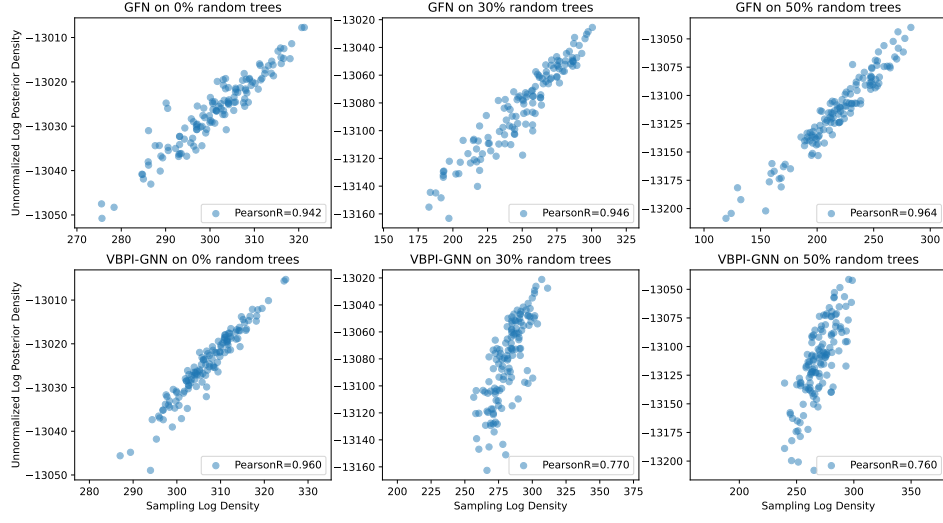 GFN on 0% random trees
GFN on 30% random trees
GFN on 50% random trees
Unnormalized Log Posterior Density
−13010
−13020
−13030
−13040
−13050
270 280 290 300 310 320
PearsonR=0.942
−13020
−13040
−13060
−13080
−13100
−13120
−13140
−13160
150 175 200 225 250 275 300 325
PearsonR=0.946
−13050
−13075
−13100
−13125
−13150
−13175
−13200
100 150 200 250 300
PearsonR=0.964
VBPI-GNN on 0% random trees
VBPI-GNN on 30% random trees
VBPI-GNN on 50% random trees
Unnormalized Log Posterior Density
−13010
−13020
−13030
−13040
−13050
280 290 300 310 320 330
Sampling Log Density
PearsonR=0.960
−13020
−13040
−13060
−13080
−13100
−13120
−13140
−13160
200 225 250 275 300 325 350 375
Sampling Log Density
PearsonR=0.770
−13050
−13075
−13100
−13125
−13150
−13175
−13200
200 250 300 350
Sampling Log Density
PearsonR=0.760